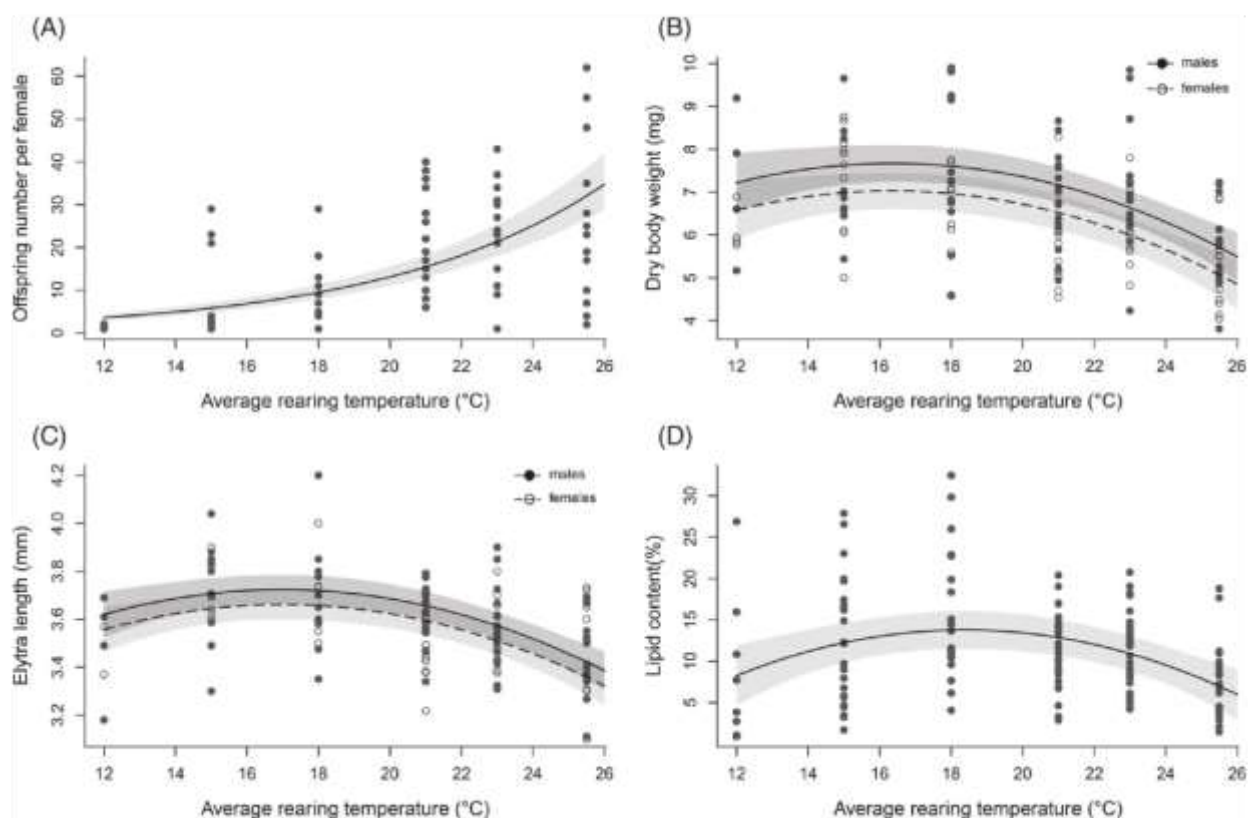 (A)
Offspring number per female
60
50
40
30
20
10
0
12 14 16 18 20 22 24 26
Average rearing temperature (°C)
(B)
Dry body weight (mg)
10
9
8
7
6
5
4
males
females
12 14 16 18 20 22 24 26
Average rearing temperature (°C)
(C)
Elytra length (mm)
4.2
4.0
3.8
3.6
3.4
3.2
males
females
12 14 16 18 20 22 24 26
Average rearing temperature (°C)
(D)
Lipid content(%)
30
25
20
15
10
5
12 14 16 18 20 22 24 26
Average rearing temperature (°C)